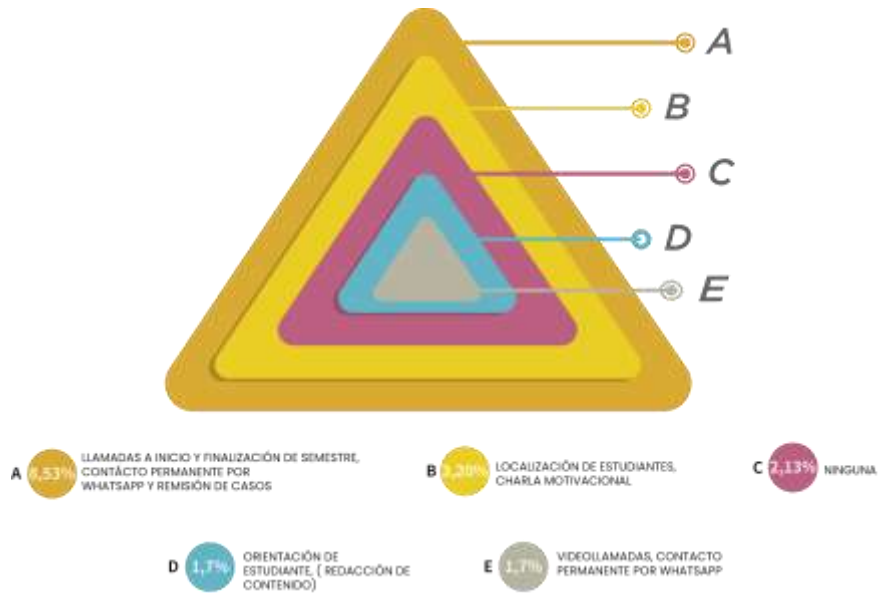 A
B
C
D
E
A
LLAMADAS A INICIO Y FINALIZACIÓN DE SEMESTRE,
CONTÁCTO PERMANENTE POR
WHATSAPP Y REMISIÓN DE CASOS
B
LOCALIZACIÓN DE ESTUDIANTES,
CHARLA MOTIVACIONAL
C 2,13% NINGUNA
D 1,7%
ORIENTACIÓN DE
ESTUDIANTE, ( REDACCIÓN DE
CONTENIDO)
E 1,7%
VIDEOLLAMADAS, CONTACTO
PERMANENTE POR WHATSAPP